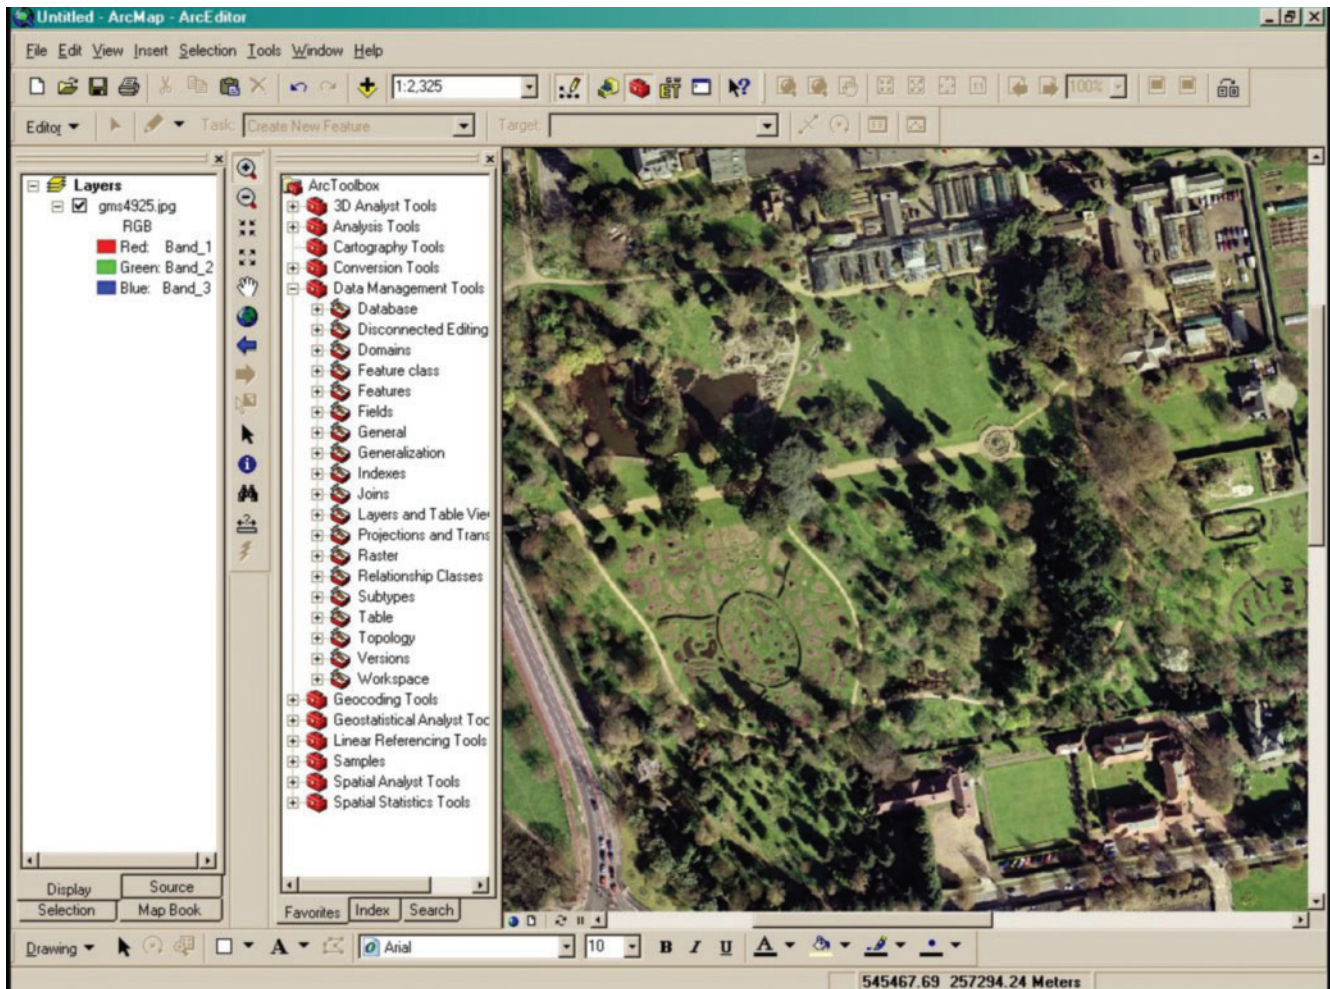 Untitled - ArcMap - ArcEditor
File Edit View Insert Selection Tools Window Help
1:2,325
100%
Editor
Task: Create New Feature
Target:
Layers
gms4925.jpg
RGB
Red: Band_1
Green: Band_2
Blue: Band_3
Display
Source
Selection
Map Book
ArcToolbox
3D Analyst Tools
Analysis Tools
Cartography Tools
Conversion Tools
Data Management Tools
Database
Disconnected Editing
Domains
Feature class
Features
Fields
General
Generalization
Indexes
Joins
Layers and Table Vie
Projections and Trans
Raster
Relationship Classes
Subtypes
Table
Topology
Versions
Workspace
Geocoding Tools
Geostatistical Analyst Too
Linear Referencing Tools
Samples
Spatial Analyst Tools
Spatial Statistics Tools
Favorites Index Search
Drawing
A
Arial
10
B I U A
545467.69 257294.24 Meters